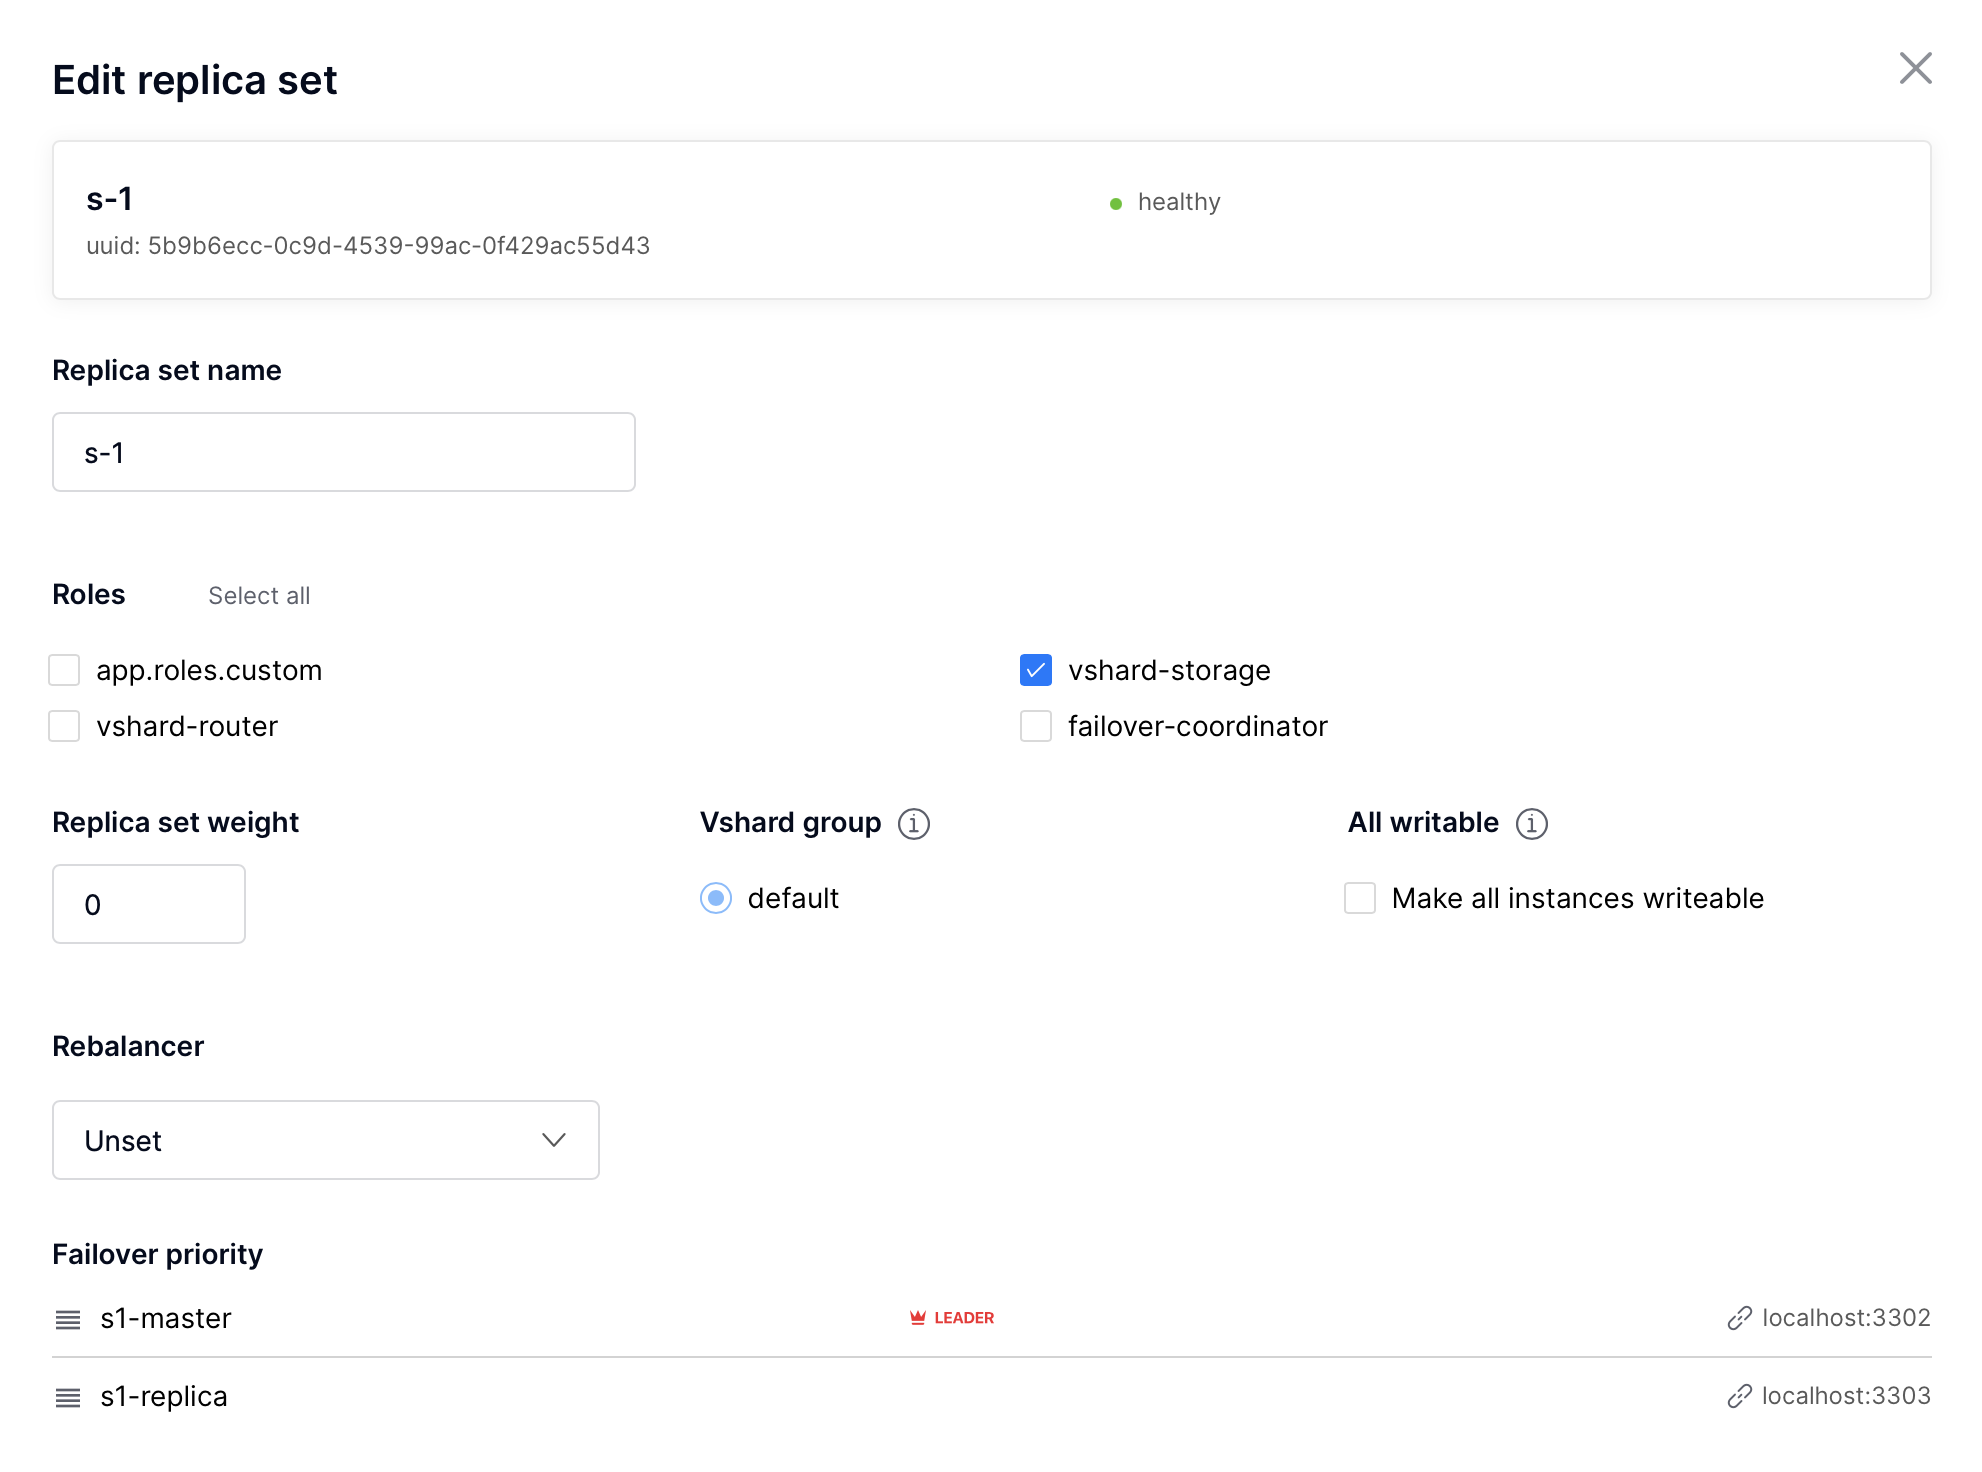 Edit replica set
s-1
healthy
uuid: 5b9b6ecc-0c9d-4539-99ac-0f429ac55d43
Replica set name
s-1
Roles Select all
app.roles.custom
vshard-storage
vshard-router
failover-coordinator
Replica set weight
Vshard group
All writable
0
default
Make all instances writeable
Rebalancer
Unset
Failover priority
s1-master LEADER localhost:3302
s1-replica localhost:3303